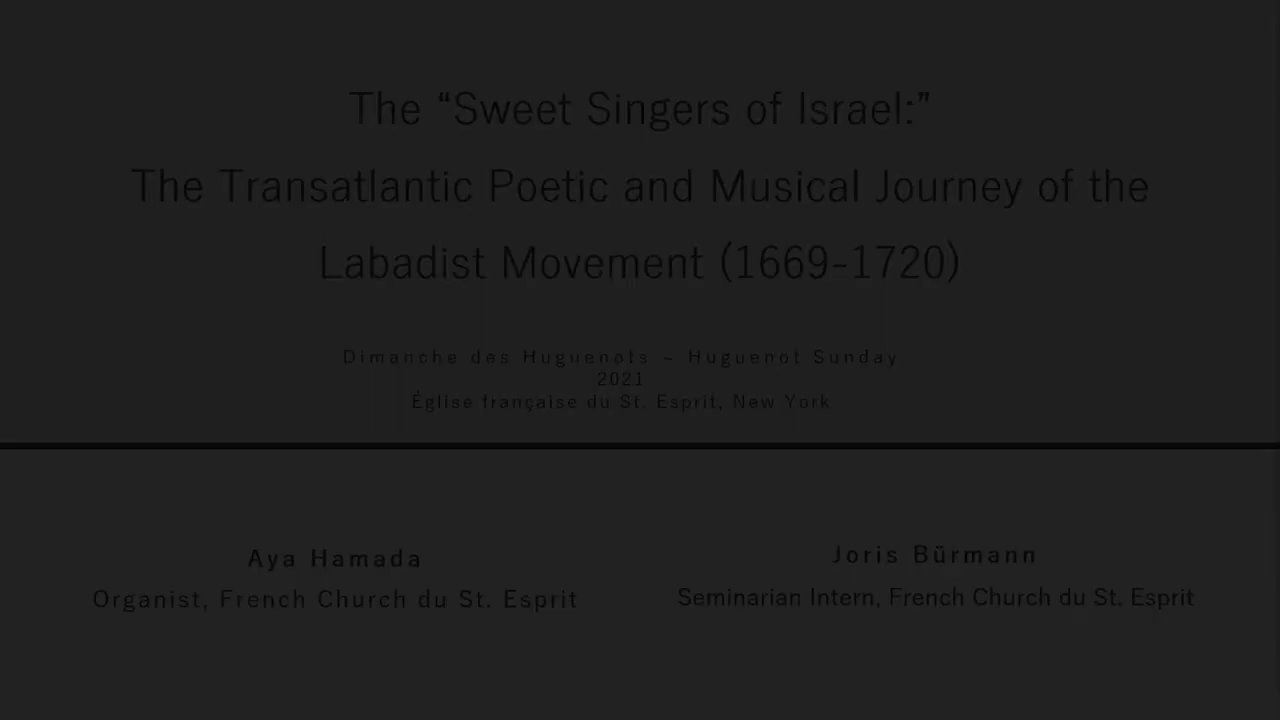 The “Sweet Singers of Israel:”
The Transatlantic Poetic and Musical Journey of the
Labadist Movement (1669-1720)
Dimanche des Huguenots ~ Huguenot Sunday
2021
Église française du St. Esprit, New York
Aya Hamada
Organist, French Church du St. Esprit
Joris Bürmann
Seminarian Intern, French Church du St. Esprit